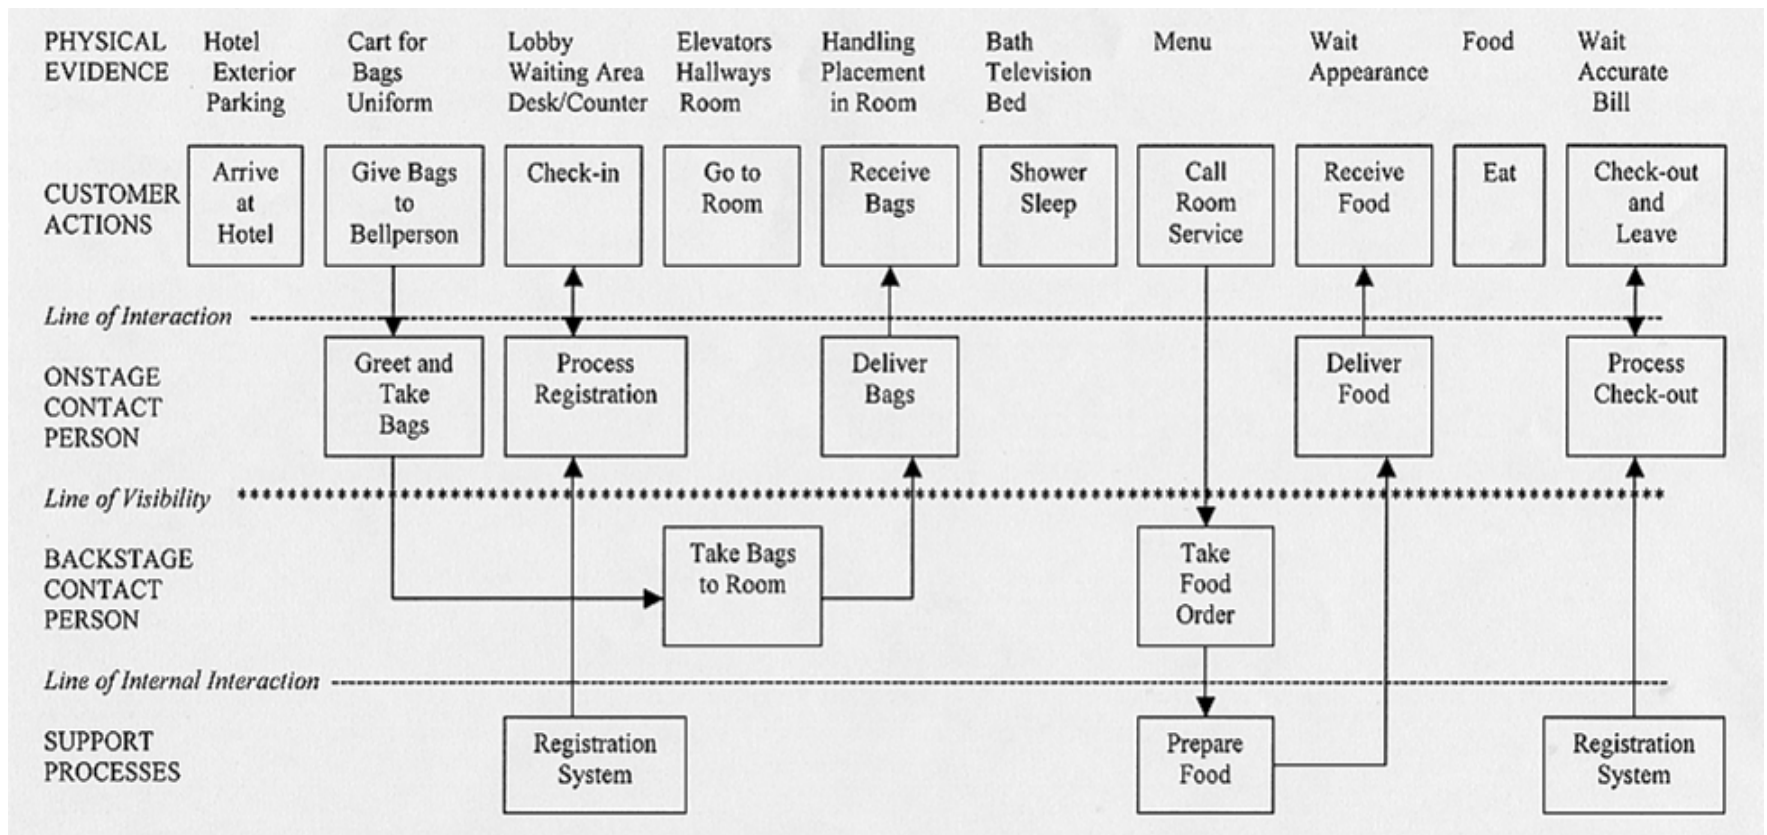 PHYSICAL
EVIDENCE
Hotel
Exterior
Parking
Cart for
Bags
Uniform
Lobby
Waiting Area
Desk/Counter
Elevators
Hallways
Room
Handling
Placement
in Room
Bath
Television
Bed
Menu
Wait
Appearance
Food
Wait
Accurate
Bill
CUSTOMER
ACTIONS
Arrive
at
Hotel
Give Bags
to
Bellperson
Check-in
Go to
Room
Receive
Bags
Shower
Sleep
Call
Room
Service
Receive
Food
Eat
Check-out
and
Leave
Line of Interaction
ONSTAGE
CONTACT
PERSON
Greet and
Take
Bags
Process
Registration
Deliver
Bags
Deliver
Food
Process
Check-out
Line of Visibility
BACKSTAGE
CONTACT
PERSON
Take Bags
to Room
Take
Food
Order
Line of Internal Interaction
SUPPORT
PROCESSES
Registration
System
Prepare
Food
Registration
System